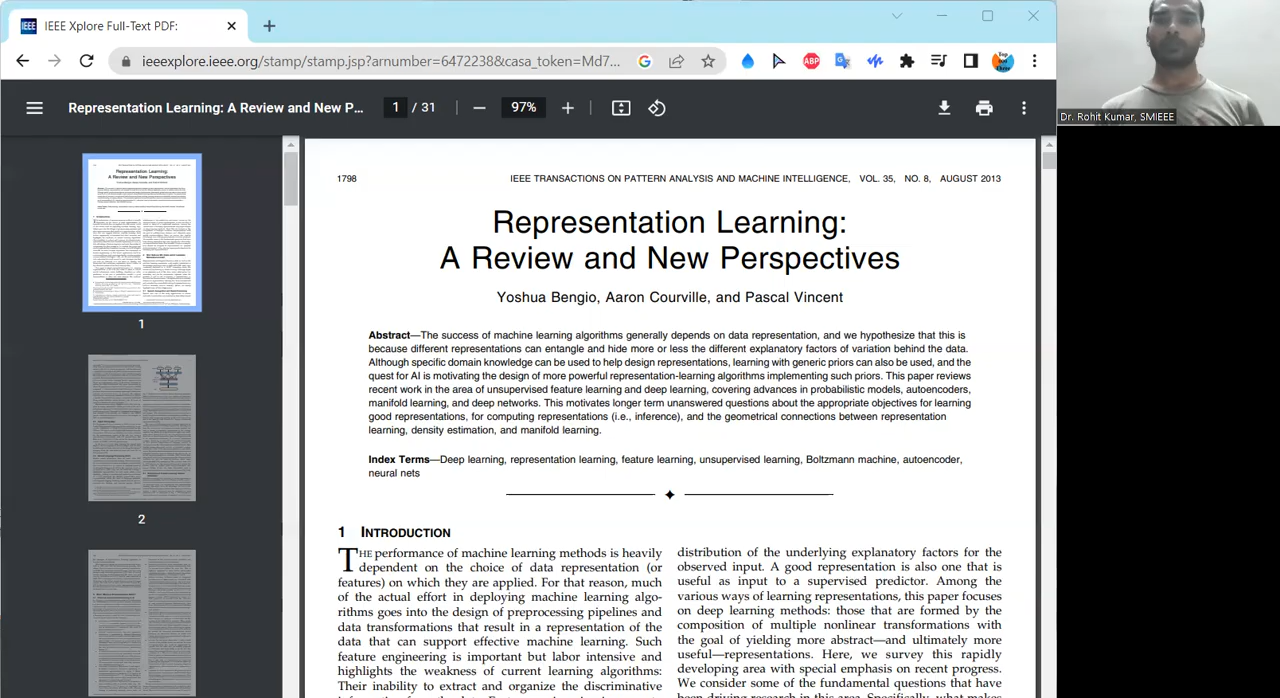 IEEE IEEE Xplore Full-Text PDF:
ieeexplore.ieee.org/stamp/stamp.jsp?arnumber=6472238&casa_token=Md7...
ABP
Dr. Rohit Kumar, SMIEEE
Representation Learning: A Review and New P...
1 / 31
97%
1
2
1798
IEEE TRANSACTIONS ON PATTERN ANALYSIS AND MACHINE INTELLIGENCE, VOL. 35, NO. 8, AUGUST 2013
Representation Learning:
A Review and New Perspectives
Yoshua Bengio, Aaron Courville, and Pascal Vincent
Abstract—The success of machine learning algorithms generally depends on data representation, and we hypothesize that this is
because different representations can entangle and hide more or less the different explanatory factors of variation behind the data.
Although specific domain knowledge can be used to help design representations, learning with generic priors can also be used, and the
quest for AI is motivating the design of more powerful representation-learning algorithms implementing such priors. This paper reviews
recent work in the area of unsupervised feature learning and deep learning, covering advances in probabilistic models, autoencoders,
manifold learning, and deep networks. This motivates longer term unanswered questions about the appropriate objectives for learning
good representations, for computing representations (i.e., inference), and the geometrical connections between representation
learning, density estimation, and manifold learning.
Index Terms—Deep learning, representation learning, feature learning, unsupervised learning, Boltzmann machine, autoencoder,
neural nets
1 INTRODUCTION
THE performance of machine learning methods is heavily
dependent on the choice of data representation (or
features) on which they are applied. For that reason, much
of the actual effort in deploying machine learning algo-
rithms goes into the design of preprocessing pipelines and
data transformations that result in a representation of the
data that can support effective machine learning. Such
feature engineering is important but labor intensive and
highlights the weakness of current learning algorithms:
Their inability to extract and organize the discriminative
distribution of the underlying explanatory factors for the
observed input. A good representation is also one that is
useful as input to a supervised predictor. Among the
various ways of learning representations, this paper focuses
on deep learning methods: those that are formed by the
composition of multiple nonlinear transformations with
the goal of yielding more abstract—and ultimately more
useful—representations. Here, we survey this rapidly
developing area with special emphasis on recent progress.
We consider some of the fundamental questions that have
been driving research in this area. Specifically, what makes